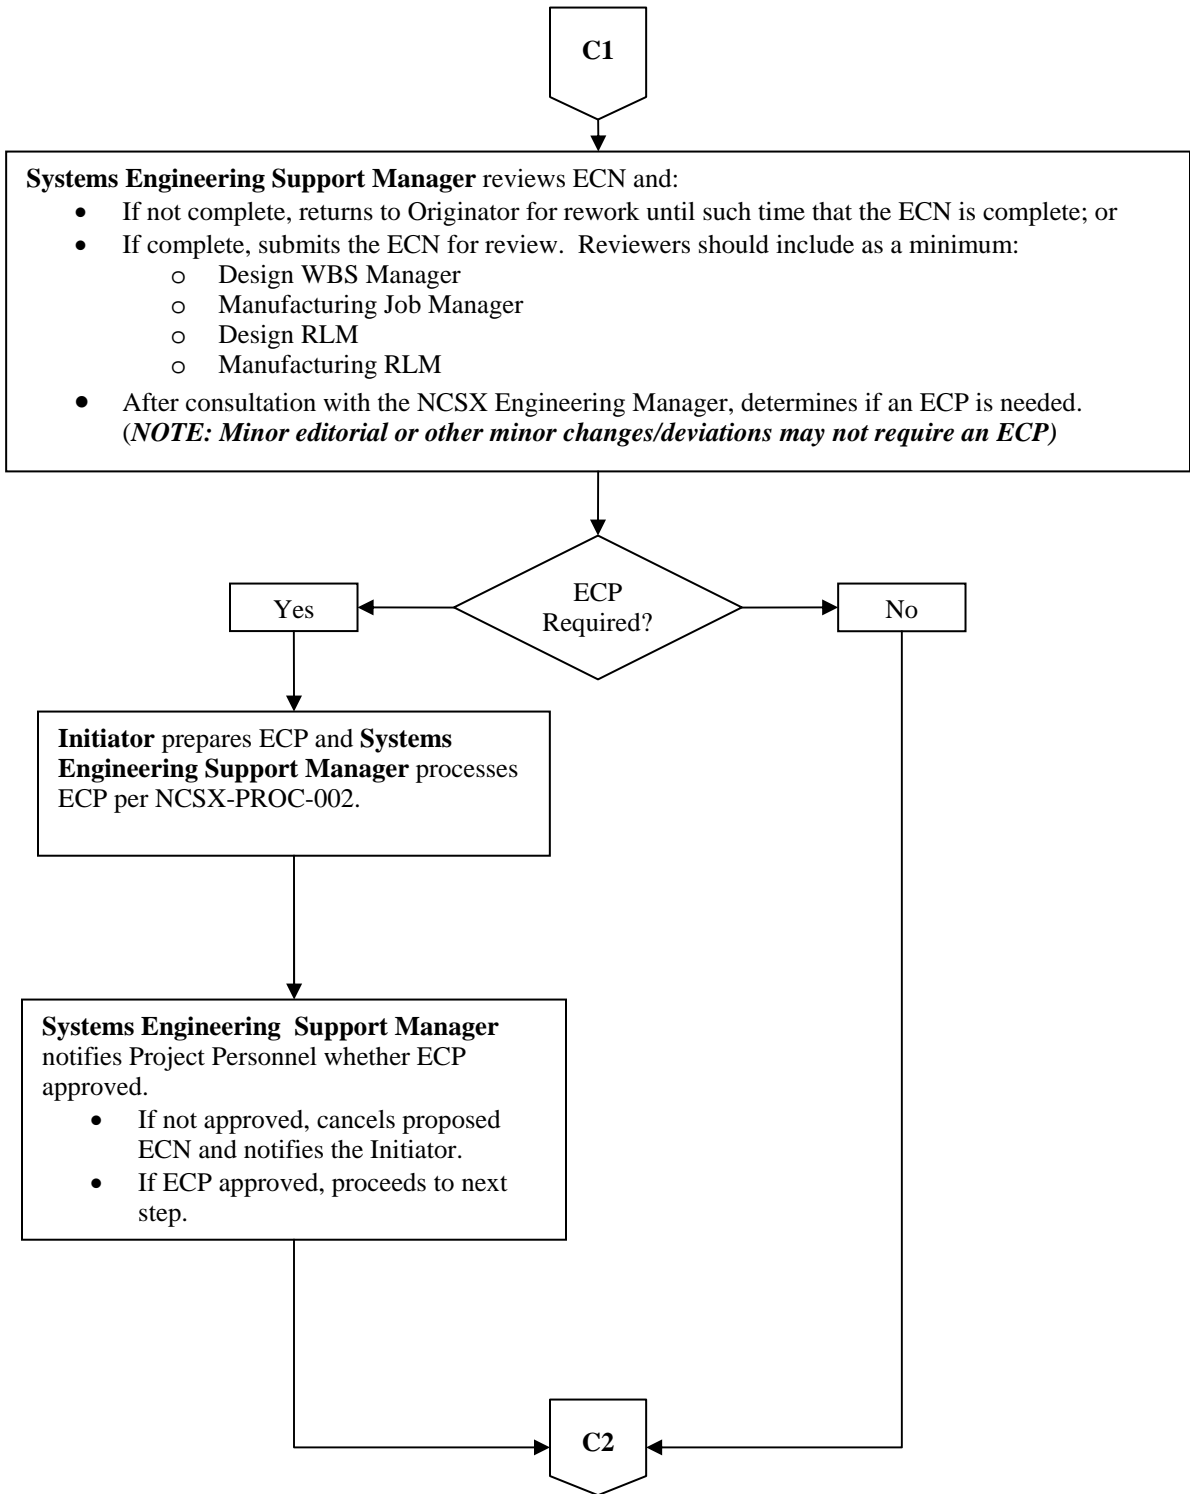 C1
Systems Engineering Support Manager reviews ECN and:
• If not complete, returns to Originator for rework until such time that the ECN is complete; or
• If complete, submits the ECN for review.  Reviewers should include as a minimum:
o Design WBS Manager
o Manufacturing Job Manager
o Design RLM
o Manufacturing RLM
• After consultation with the NCSX Engineering Manager, determines if an ECP is needed.
(NOTE: Minor editorial or other minor changes/deviations may not require an ECP)
ECP
Required?
Yes
No
Initiator prepares ECP and Systems
Engineering Support Manager processes
ECP per NCSX-PROC-002.
Systems Engineering  Support Manager
notifies Project Personnel whether ECP
approved.
• If not approved, cancels proposed
ECN and notifies the Initiator.
• If ECP approved, proceeds to next
step.
C2